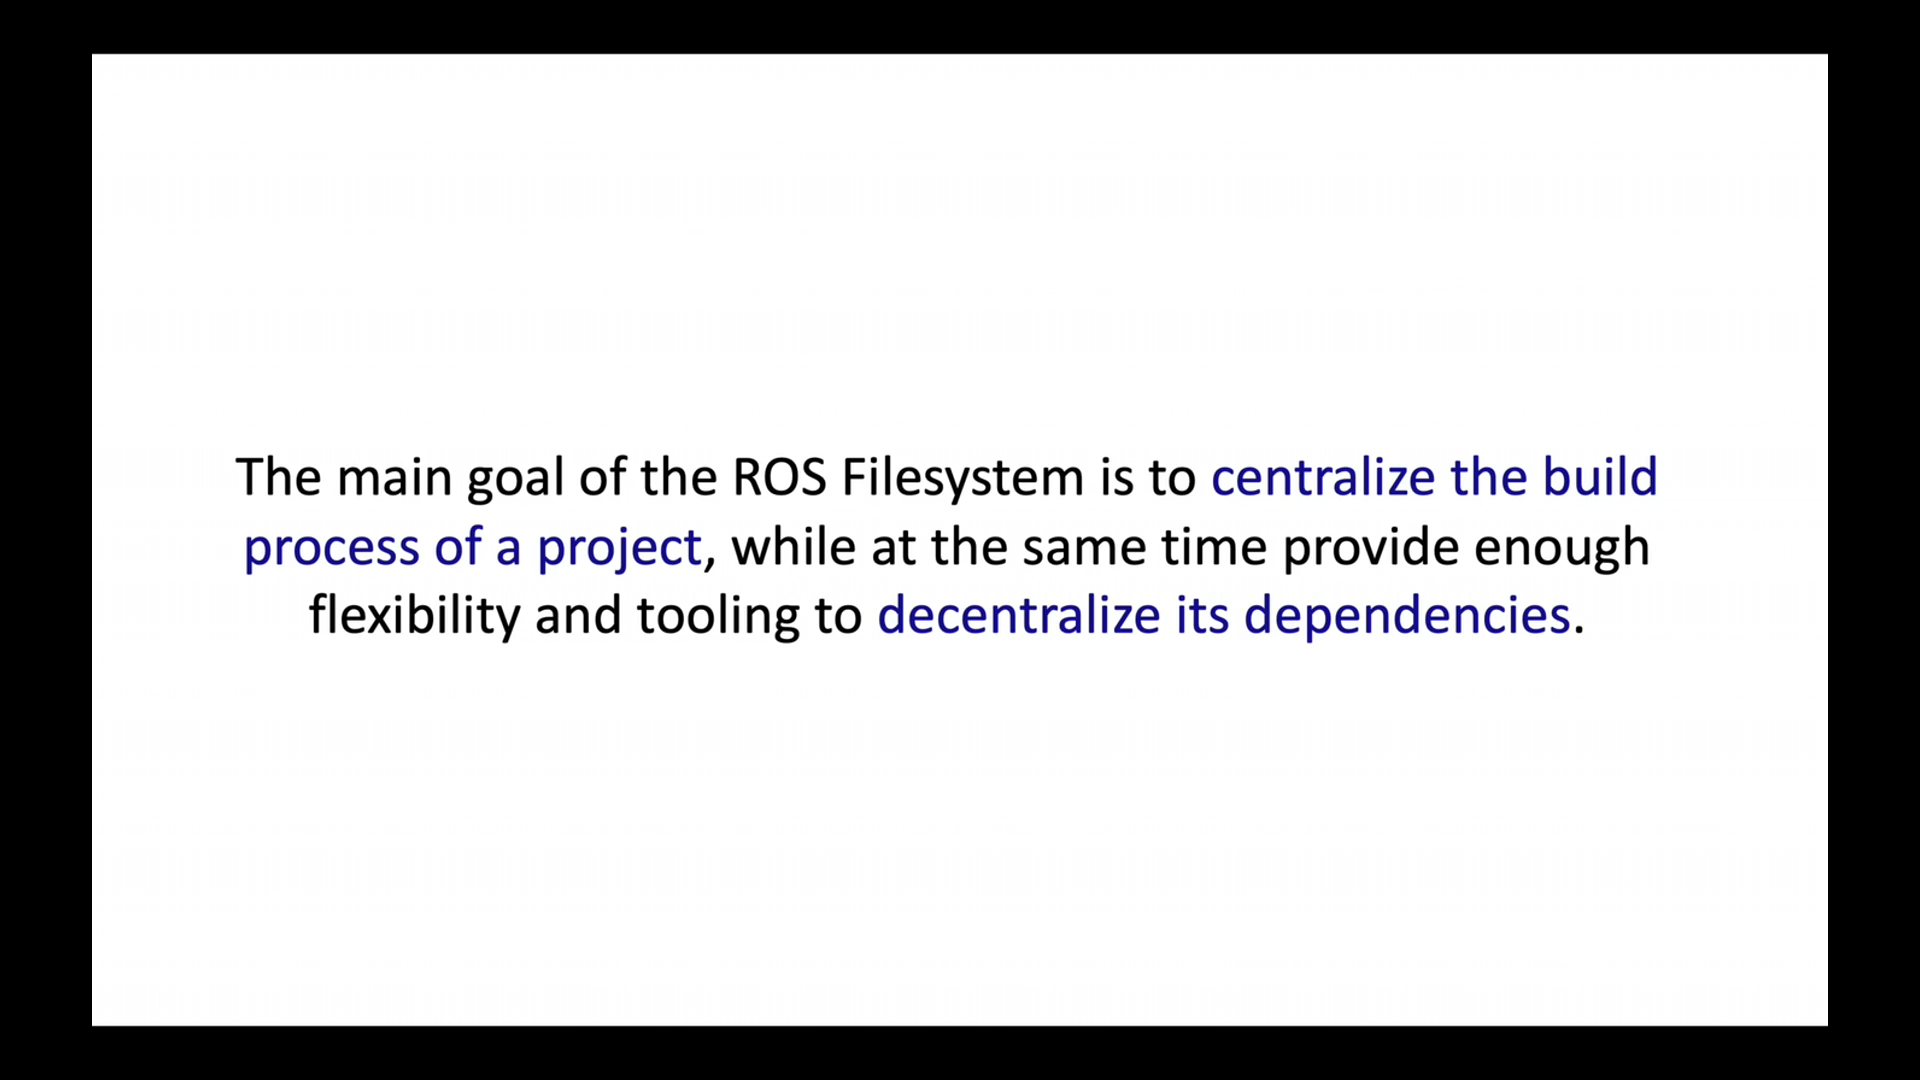 The main goal of the ROS Filesystem is to centralize the build
process of a project, while at the same time provide enough
flexibility and tooling to decentralize its dependencies.